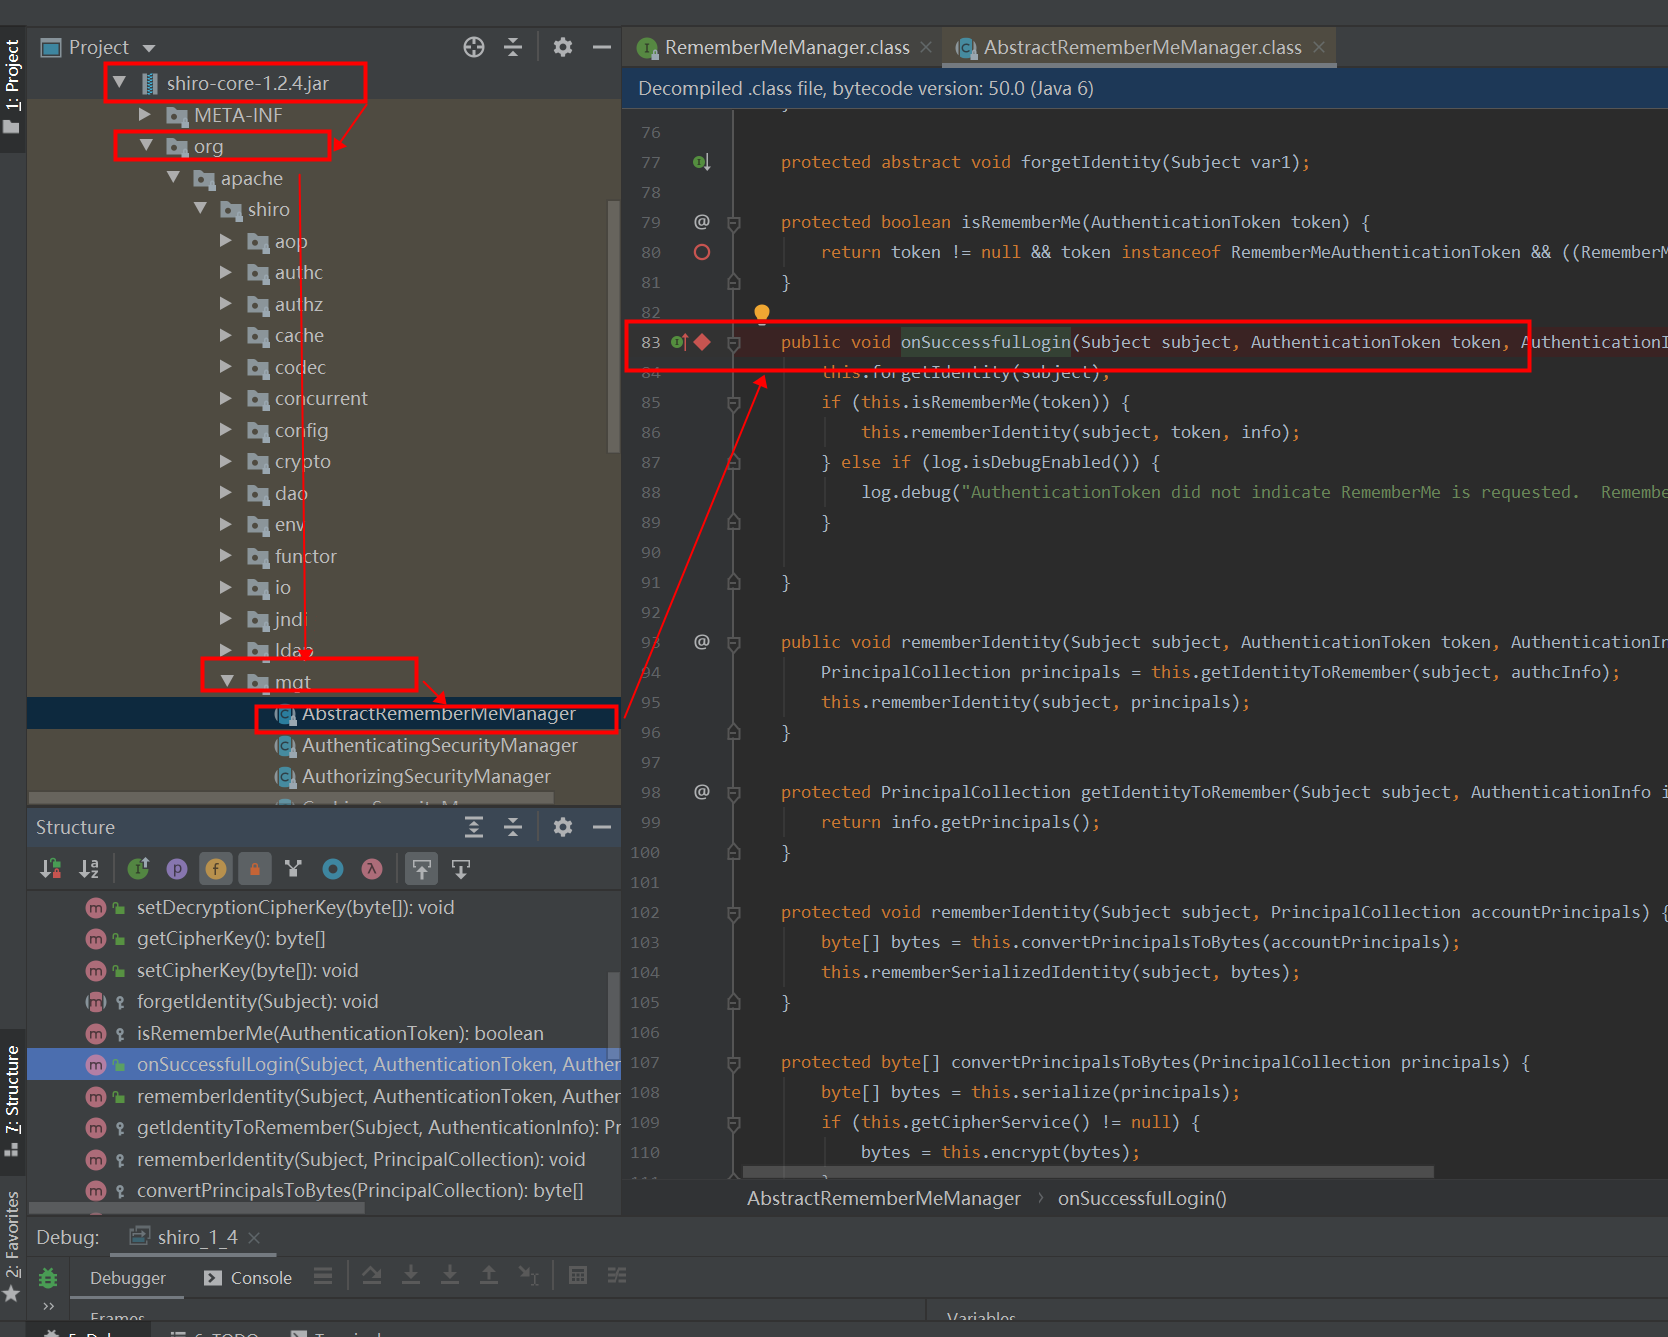 1: Project
Project
shiro-core-1.2.4.jar
META-INF
org
apache
shiro
aop
authc
authz
cache
codec
concurrent
config
crypto
dao
env
functor
io
jndi
ldap
mgt
AbstractRememberMeManager
AuthenticatingSecurityManager
AuthorizingSecurityManager
RememberMeManager.class
AbstractRememberMeManager.class
Decompiled .class file, bytecode version: 50.0 (Java 6)
76
77 protected abstract void forgetIdentity(Subject var1);
78
79 @ protected boolean isRememberMe(AuthenticationToken token) {
80 return token != null && token instanceof RememberMeAuthenticationToken && ((RememberM
81 }
82
83 public void onSuccessfulLogin(Subject subject, AuthenticationToken token, AuthenticationI
84 this.forgetIdentity(subject);
85 if (this.isRememberMe(token)) {
86 this.rememberIdentity(subject, token, info);
87 } else if (log.isDebugEnabled()) {
88 log.debug("AuthenticationToken did not indicate RememberMe is requested.  Remembe
89 }
90
91 }
92
93 @ public void rememberIdentity(Subject subject, AuthenticationToken token, AuthenticationIn
94 PrincipalCollection principals = this.getIdentityToRemember(subject, authcInfo);
95 this.rememberIdentity(subject, principals);
96 }
97
98 @ protected PrincipalCollection getIdentityToRemember(Subject subject, AuthenticationInfo i
99 return info.getPrincipals();
100 }
101
102 protected void rememberIdentity(Subject subject, PrincipalCollection accountPrincipals) {
103 byte[] bytes = this.convertPrincipalsToBytes(accountPrincipals);
104 this.rememberSerializedIdentity(subject, bytes);
105 }
106
107 protected byte[] convertPrincipalsToBytes(PrincipalCollection principals) {
108 byte[] bytes = this.serialize(principals);
109 if (this.getCipherService() != null) {
110 bytes = this.encrypt(bytes);
AbstractRememberMeManager › onSuccessfulLogin()
Structure
setDecryptionCipherKey(byte[]): void
getCipherKey(): byte[]
setCipherKey(byte[]): void
forgetIdentity(Subject): void
isRememberMe(AuthenticationToken): boolean
onSuccessfulLogin(Subject, AuthenticationToken, Auther
rememberIdentity(Subject, AuthenticationToken, Auther
getIdentityToRemember(Subject, AuthenticationInfo): Pr
rememberIdentity(Subject, PrincipalCollection): void
convertPrincipalsToBytes(PrincipalCollection): byte[]
7: Structure
2: Favorites
Debug: shiro_1_4
Debugger Console
Frames Variables
TODO